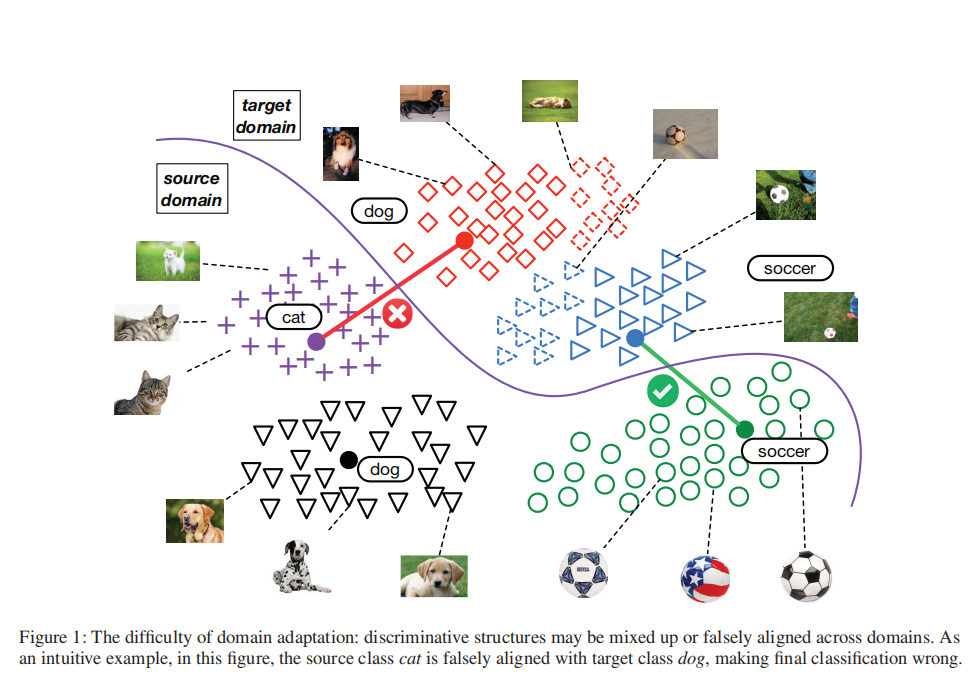 target
domain
source
domain
dog
soccer
cat
dog
soccer
Figure 1: The difficulty of domain adaptation: discriminative structures may be mixed up or falsely aligned across domains. As
an intuitive example, in this figure, the source class cat is falsely aligned with target class dog, making final classification wrong.